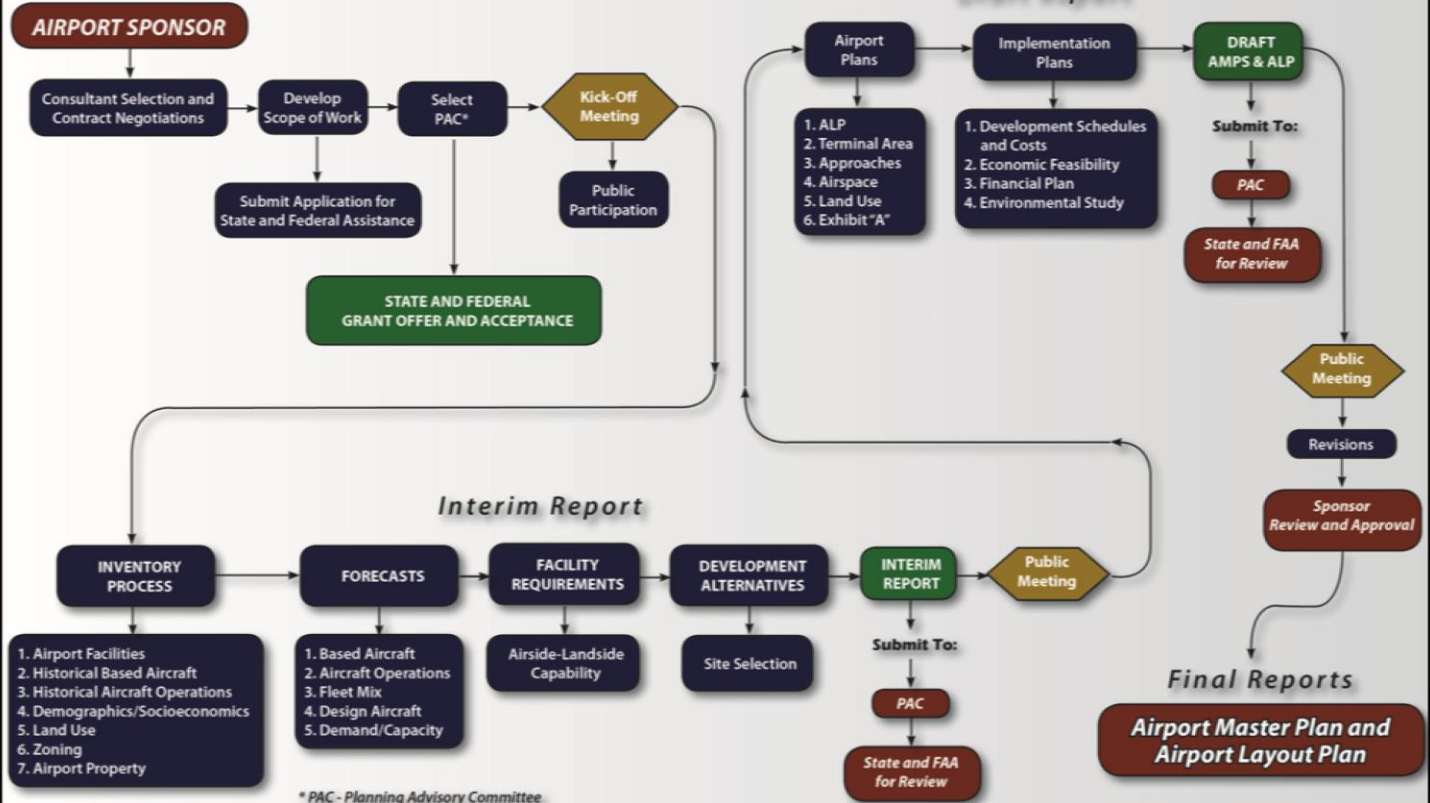 AIRPORT SPONSOR
Consultant Selection and
Contract Negotiations
Develop
Scope of Work
Select
PAC*
Kick-Off
Meeting
Submit Application for
State and Federal Assistance
Public
Participation
STATE AND FEDERAL
GRANT OFFER AND ACCEPTANCE
Interim Report
INVENTORY
PROCESS
FORECASTS
FACILITY
REQUIREMENTS
DEVELOPMENT
ALTERNATIVES
INTERIM
REPORT
Public
Meeting
1. Airport Facilities
2. Historical Based Aircraft
3. Historical Aircraft Operations
4. Demographics/Socioeconomics
5. Land Use
6. Zoning
7. Airport Property
1. Based Aircraft
2. Aircraft Operations
3. Fleet Mix
4. Design Aircraft
5. Demand/Capacity
Airside-Landside
Capability
Site Selection
Submit To:
PAC
State and FAA
for Review
* PAC - Planning Advisory Committee
Airport
Plans
Implementation
Plans
DRAFT
AMPS & ALP
1. ALP
2. Terminal Area
3. Approaches
4. Airspace
5. Land Use
6. Exhibit "A"
1. Development Schedules
and Costs
2. Economic Feasibility
3. Financial Plan
4. Environmental Study
Submit To:
PAC
State and FAA
for Review
Public
Meeting
Revisions
Sponsor
Review and Approval
Final Reports
Airport Master Plan and
Airport Layout Plan